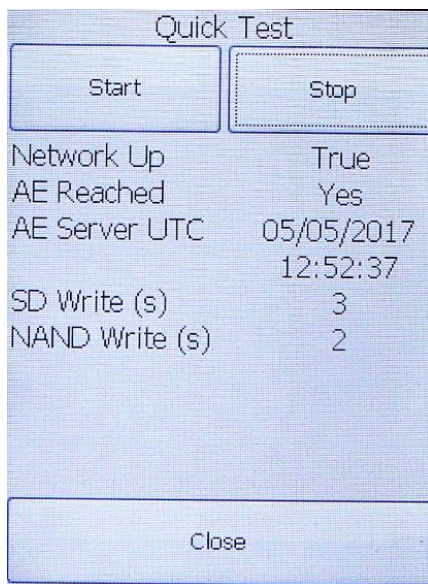 Quick Test
Start Stop
Network Up True
AE Reached Yes
AE Server UTC 05/05/2017
12:52:37
SD Write (s) 3
NAND Write (s) 2
Close